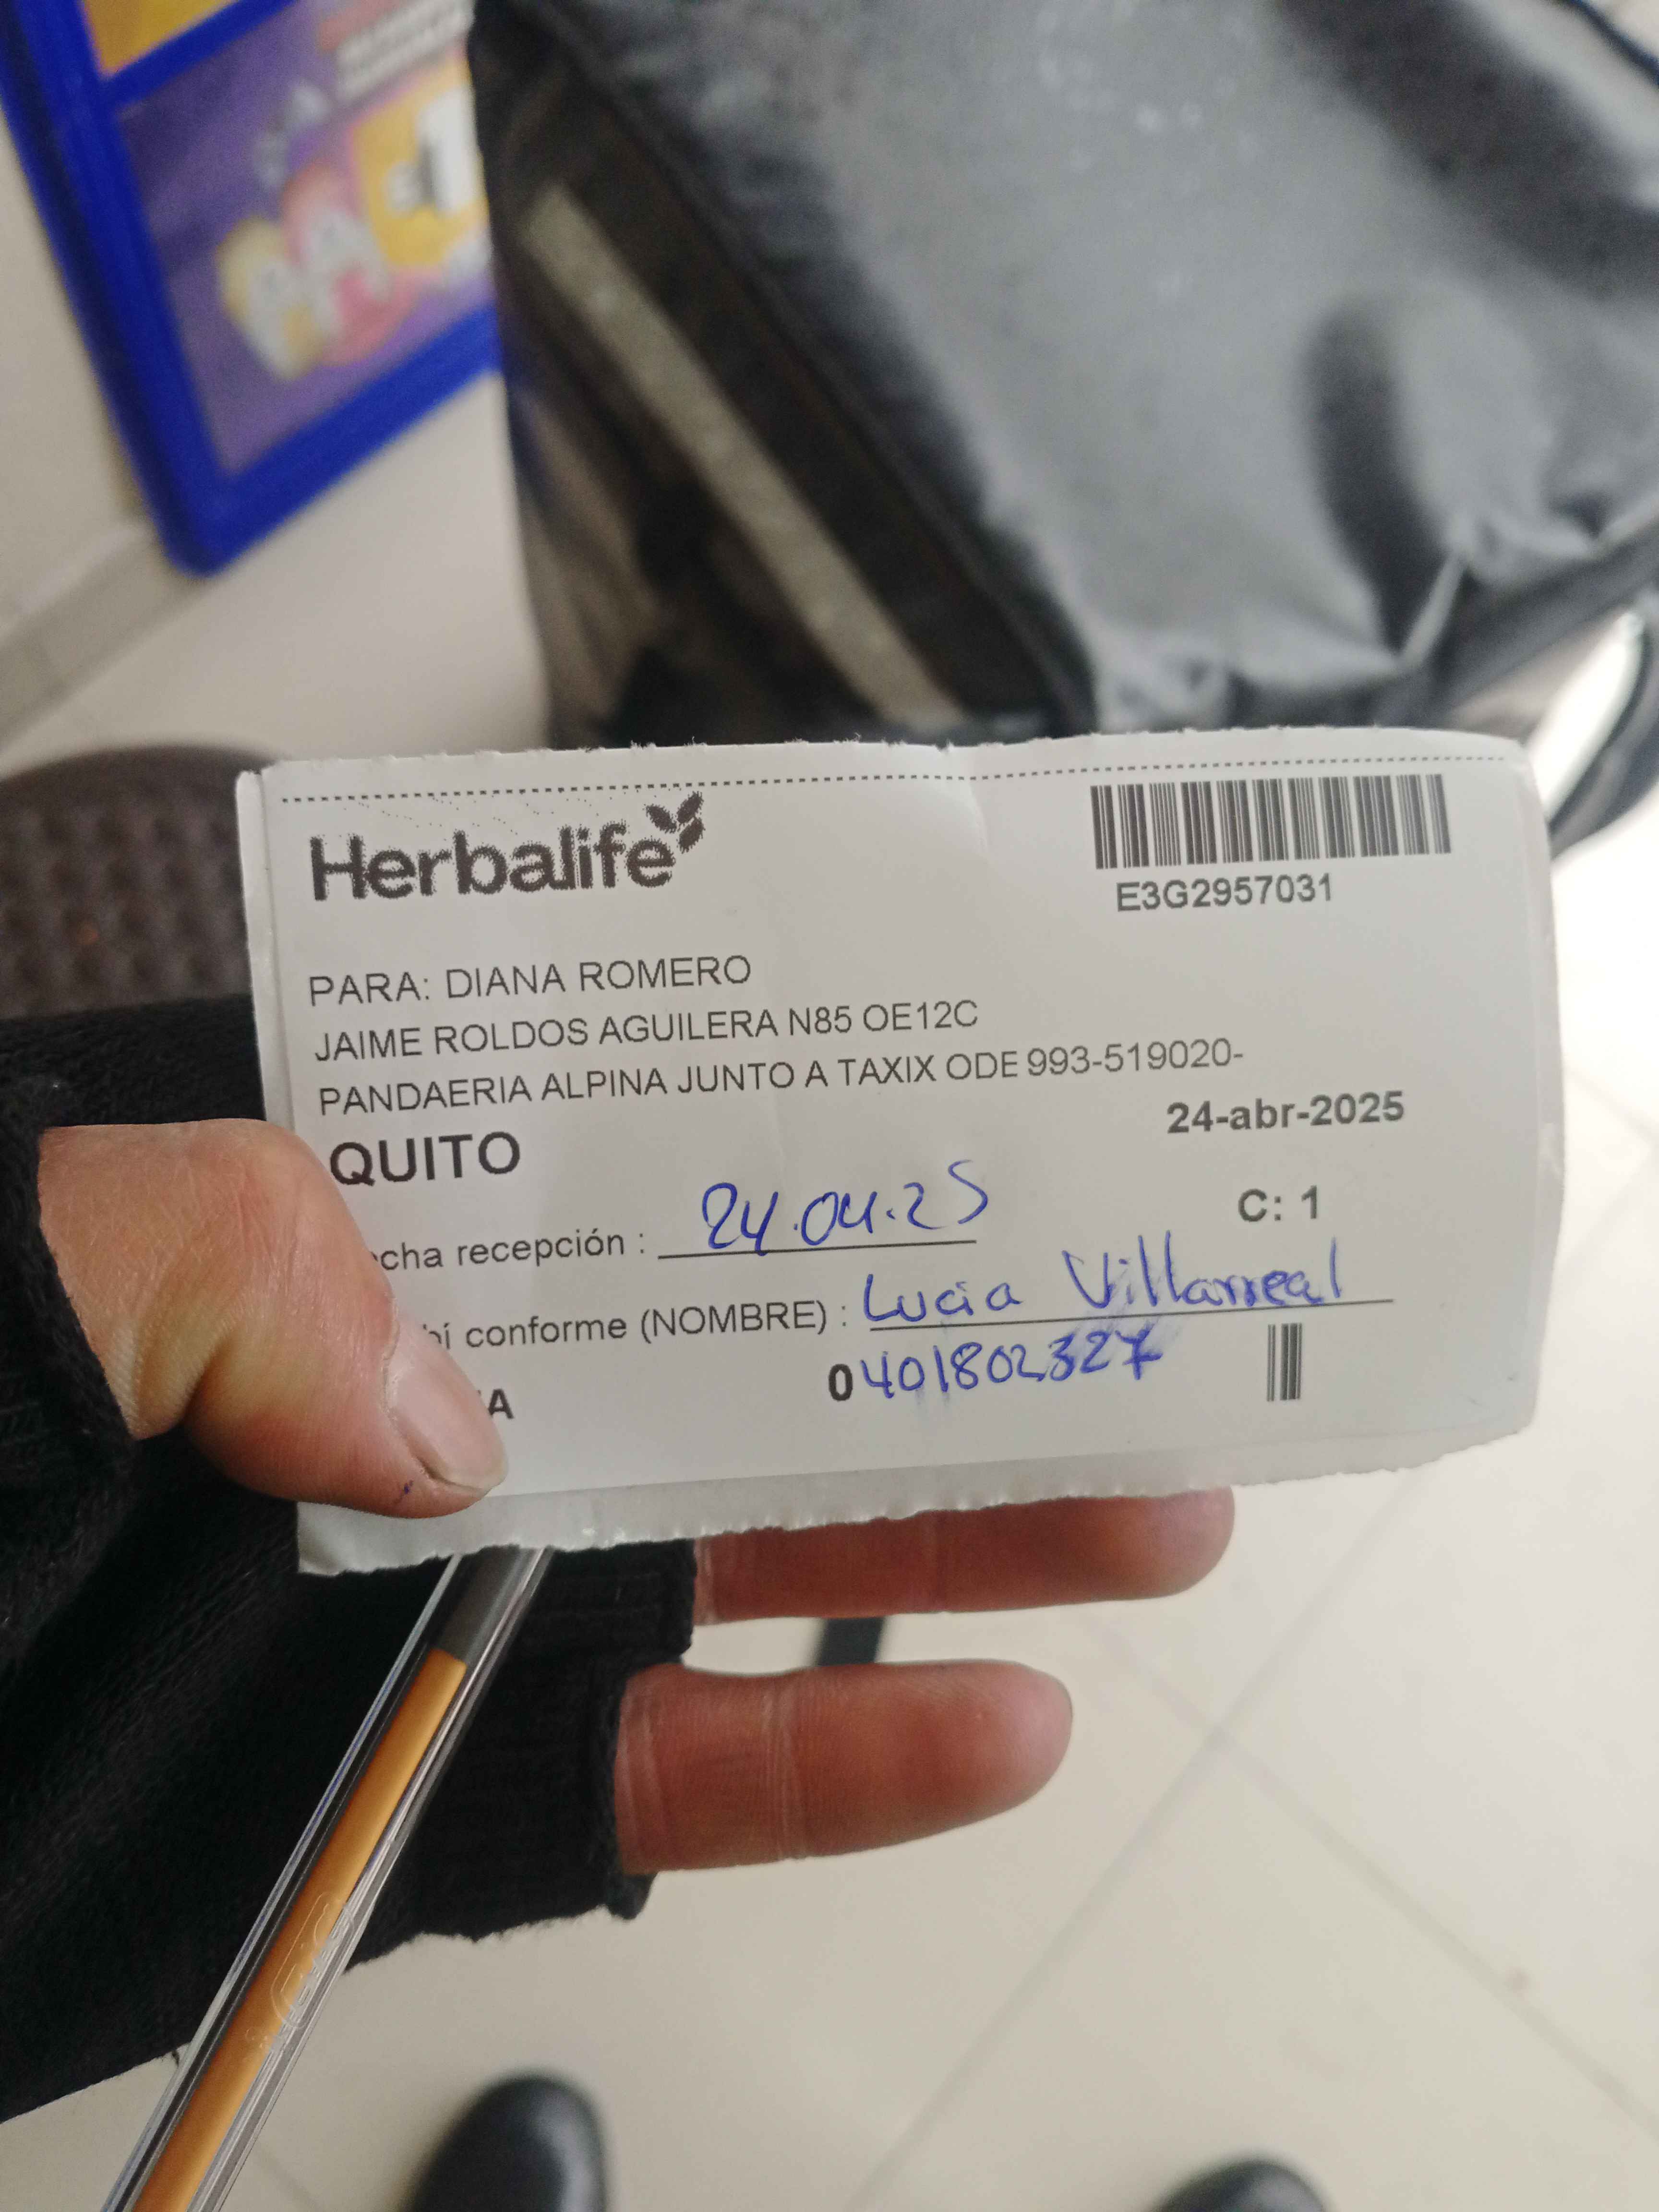 Herbalife
E3G2957031
PARA: DIANA ROMERO
JAIME ROLDOS AGUILERA N85 OE12C
PANDAERIA ALPINA JUNTO A TAXIX ODE 993-519020-
24-abr-2025
QUITO
C: 1
cha recepción : 24.04.25
bí conforme (NOMBRE) : Lucia Villarreal
A
0401802327